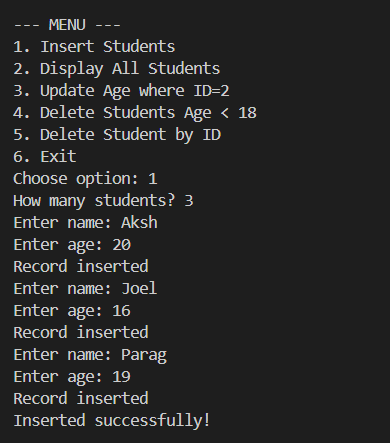 --- MENU ---
1. Insert Students
2. Display All Students
3. Update Age where ID=2
4. Delete Students Age < 18
5. Delete Student by ID
6. Exit
Choose option: 1
How many students? 3
Enter name: Aksh
Enter age: 20
Record inserted
Enter name: Joel
Enter age: 16
Record inserted
Enter name: Parag
Enter age: 19
Record inserted
Inserted successfully!